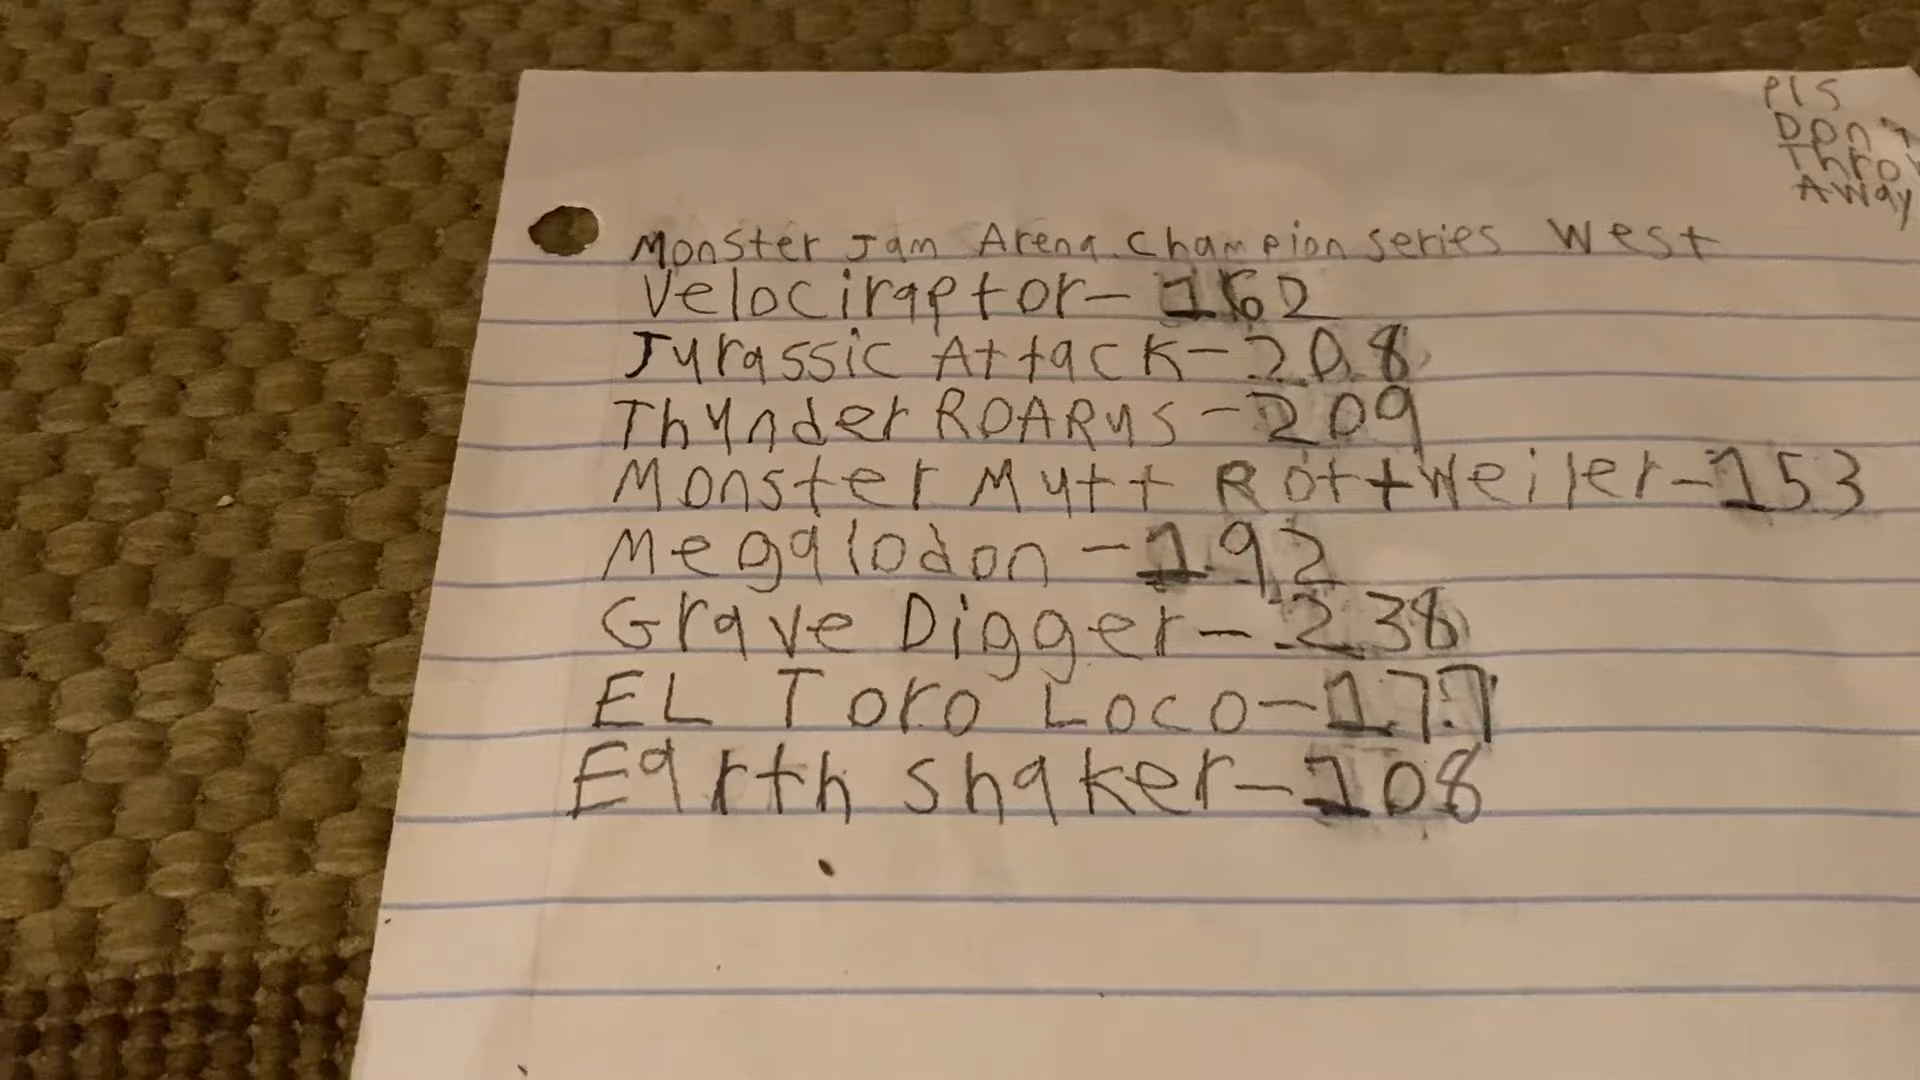 Pls
Don't
Throw
Away
Monster Jam Arena Champion series West
Velociraptor- 162
Jurassic Attack- 208
Thunder ROARus - 209
Monster Mutt Rottweiler- 153
Megalodon - 192
Grave Digger- 238
EL Toro Loco- 177
Earth shaker- 108